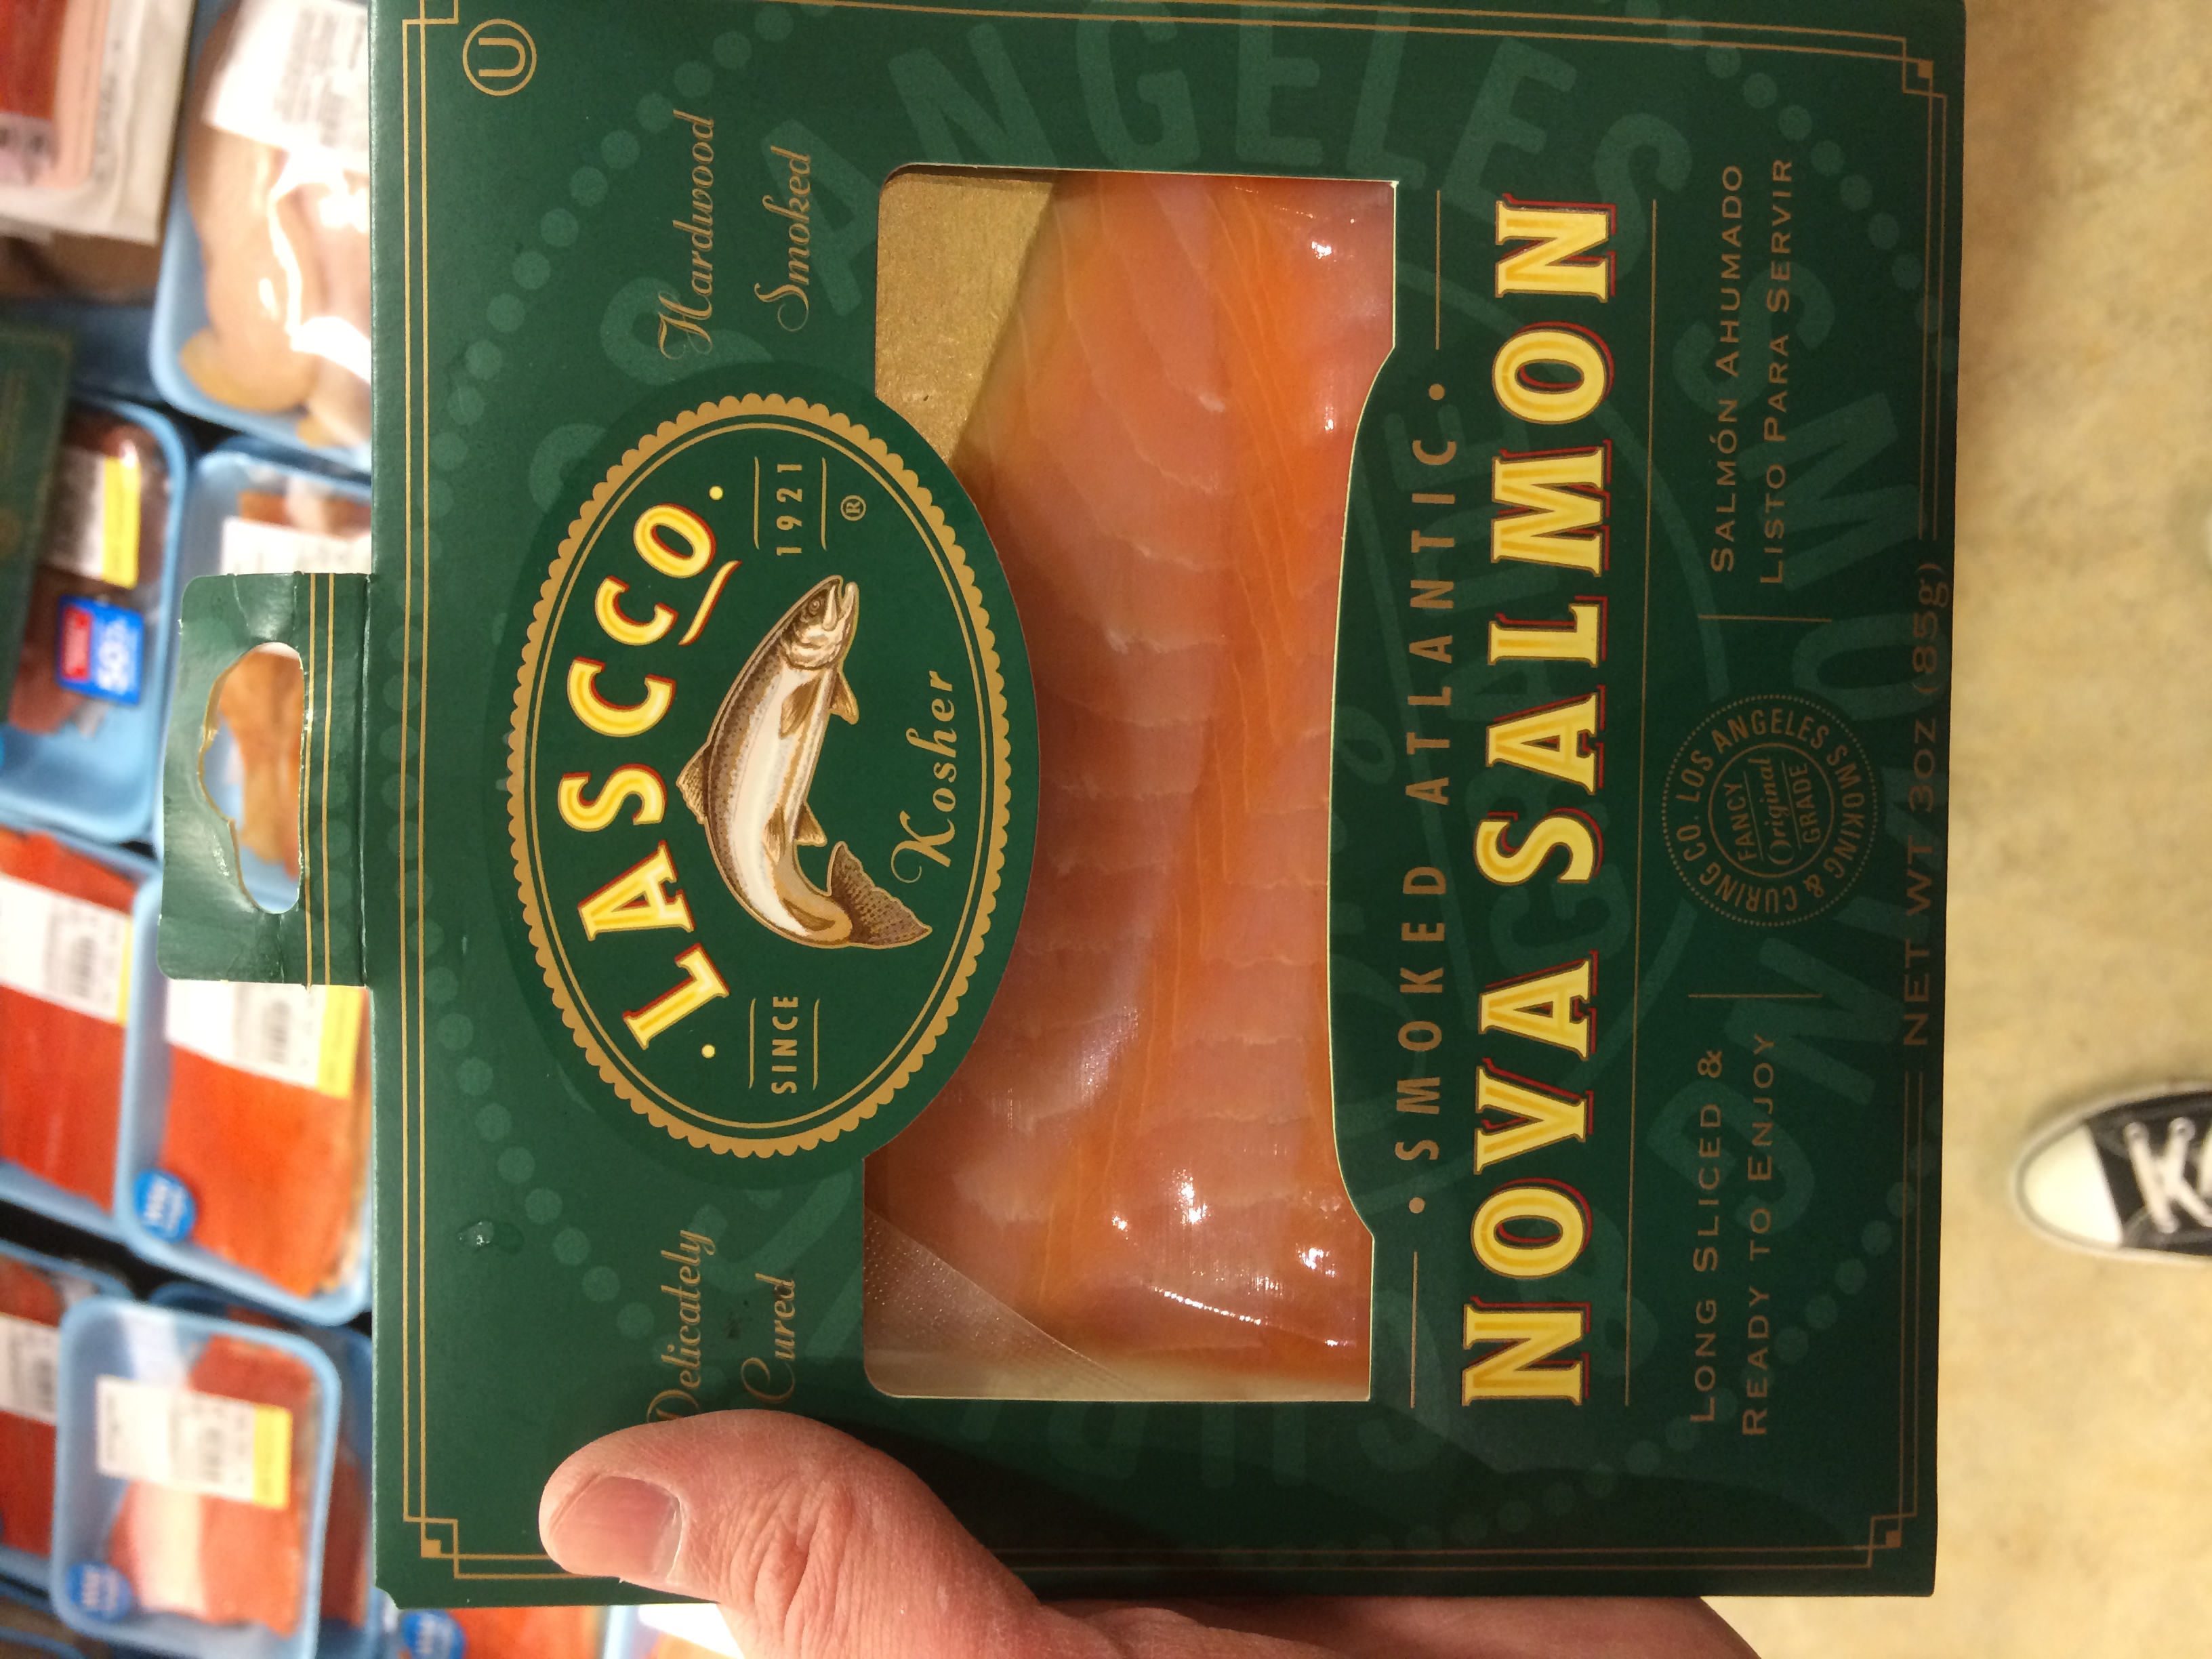 50%
U
LASCCO
SINCE 1921
®
Kosher
Delicately
Cured
Hardwood
Smoked
• SMOKED ATLANTIC •
NOVA SALMON
LONG SLICED &
READY TO ENJOY
CURING CO. LOS ANGELES SMOKING &
FANCY
Original
GRADE
SALMÓN AHUMADO
LISTO PARA SERVIR
NET WT 3OZ (85g)